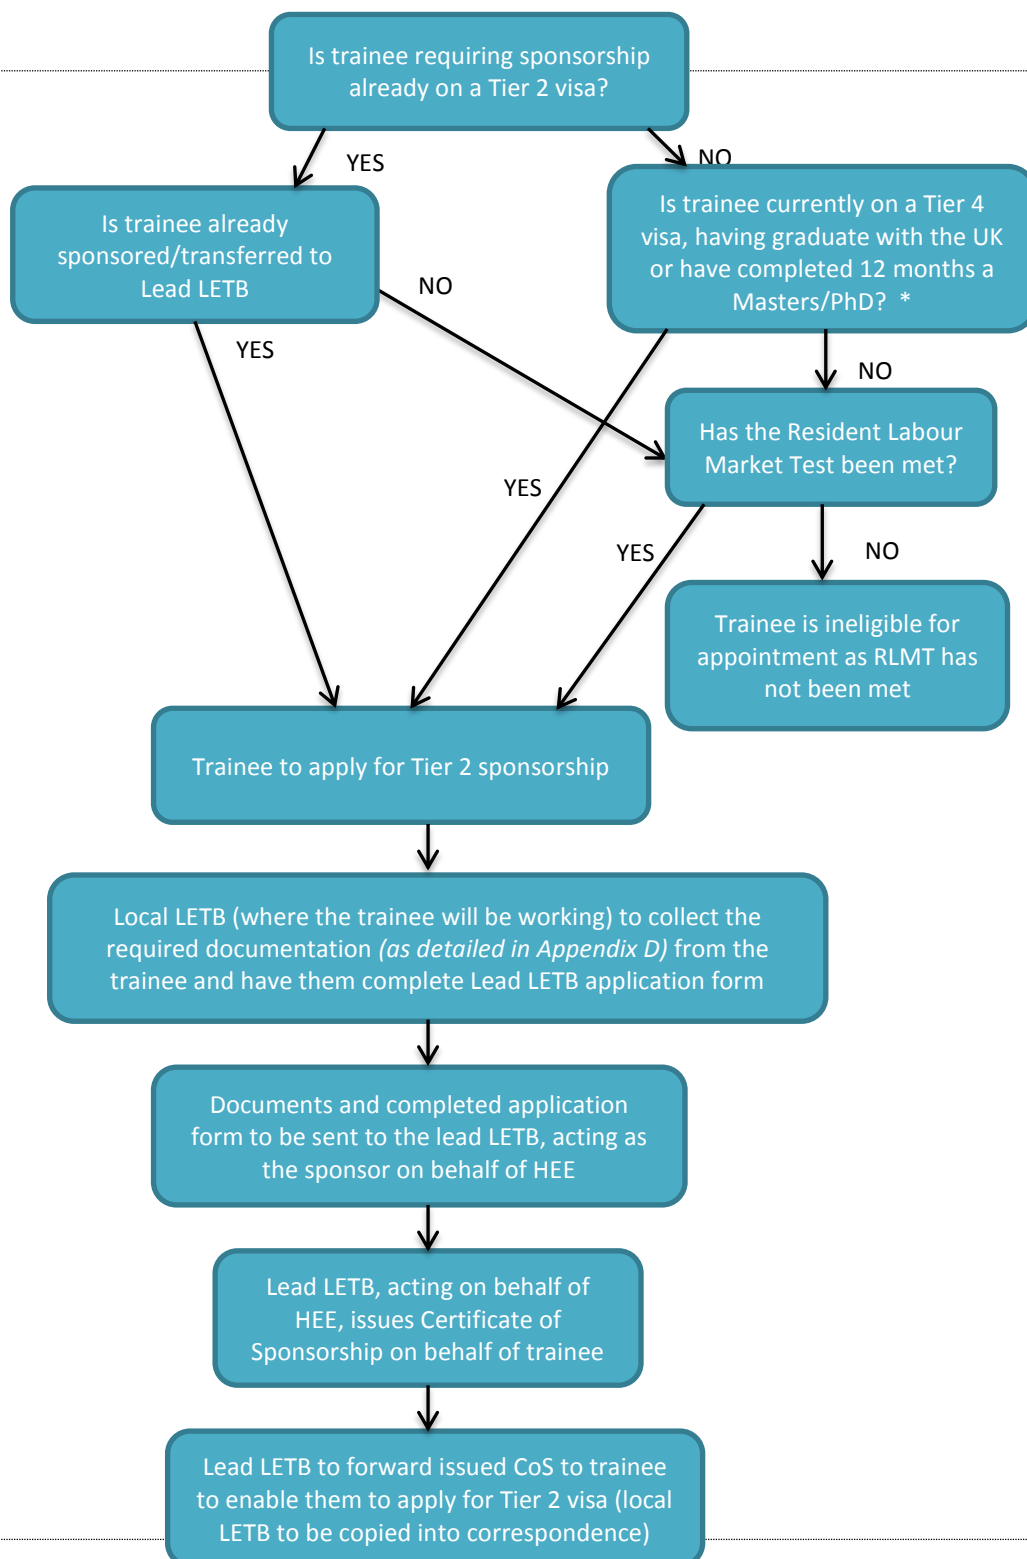 Is trainee requiring sponsorship
already on a Tier 2 visa?
YES
NO
Is trainee already
sponsored/transferred to
Lead LETB
Is trainee currently on a Tier 4
visa, having graduate with the UK
or have completed 12 months a
Masters/PhD?  *
NO
YES
NO
Has the Resident Labour
Market Test been met?
YES
YES
NO
Trainee is ineligible for
appointment as RLMT has
not been met
Trainee to apply for Tier 2 sponsorship
Local LETB (where the trainee will be working) to collect the
required documentation (as detailed in Appendix D) from the
trainee and have them complete Lead LETB application form
Documents and completed application
form to be sent to the lead LETB, acting as
the sponsor on behalf of HEE
Lead LETB, acting on behalf of
HEE, issues Certificate of
Sponsorship on behalf of trainee
Lead LETB to forward issued CoS to trainee
to enable them to apply for Tier 2 visa (local
LETB to be copied into correspondence)